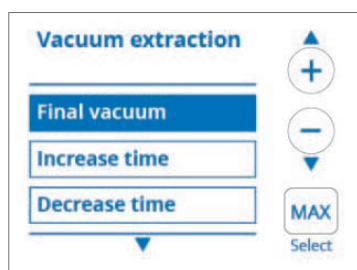 Vacuum extraction
+
Final vacuum
−
Increase time
Decrease time
MAX
Select